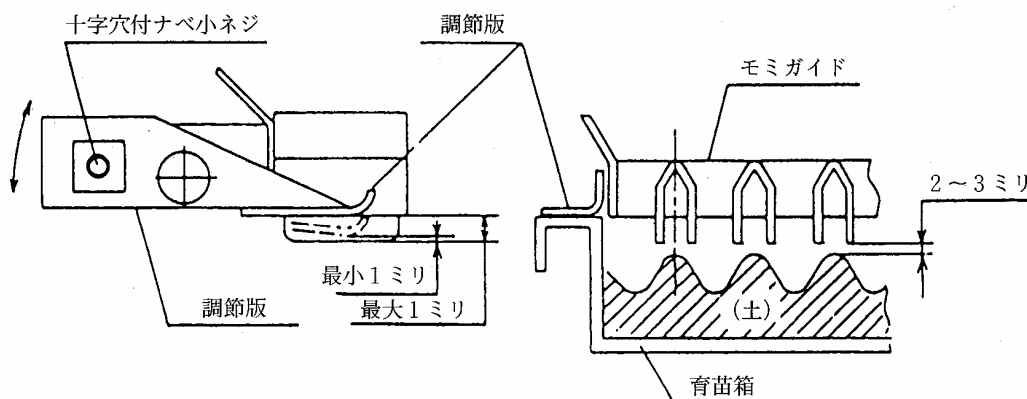 十字穴付ナベ小ネジ
調節版
モミガイド
2～3ミリ
最小1ミリ
最大1ミリ
調節版
(土)
育苗箱